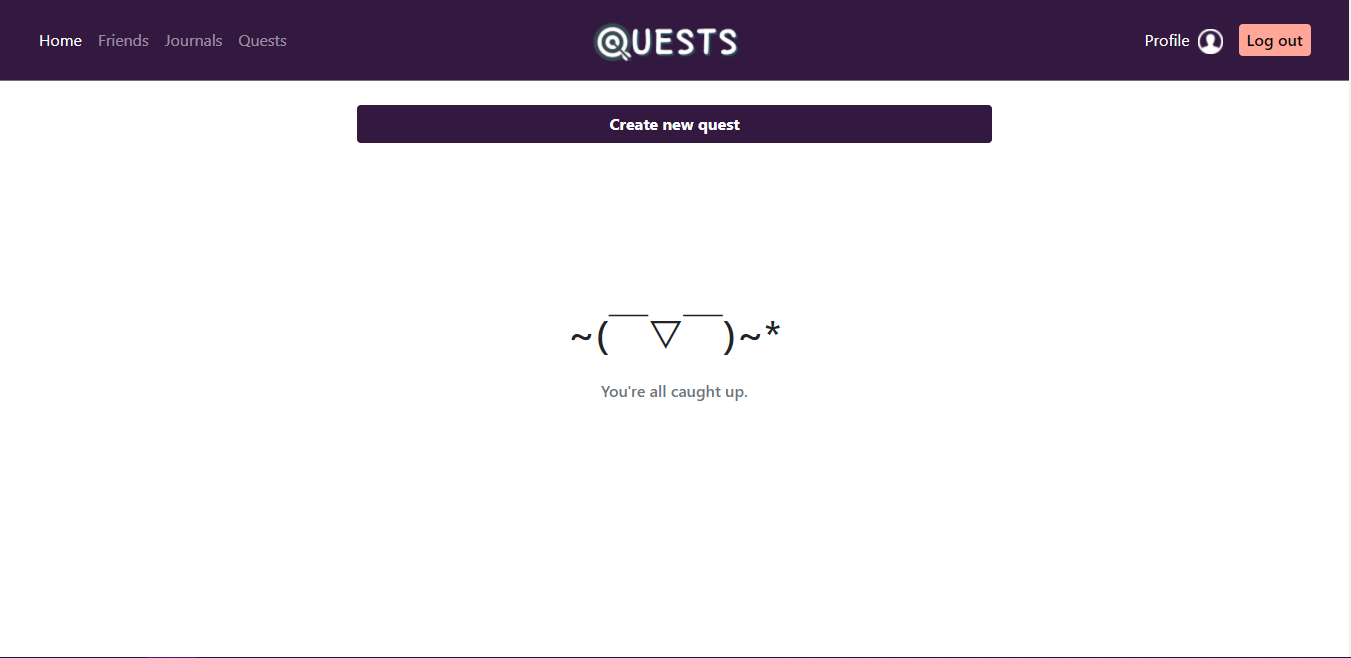 Home Friends Journals Quests QUESTS Profile Log out
Create new quest
~(￣▽￣)~*
You're all caught up.